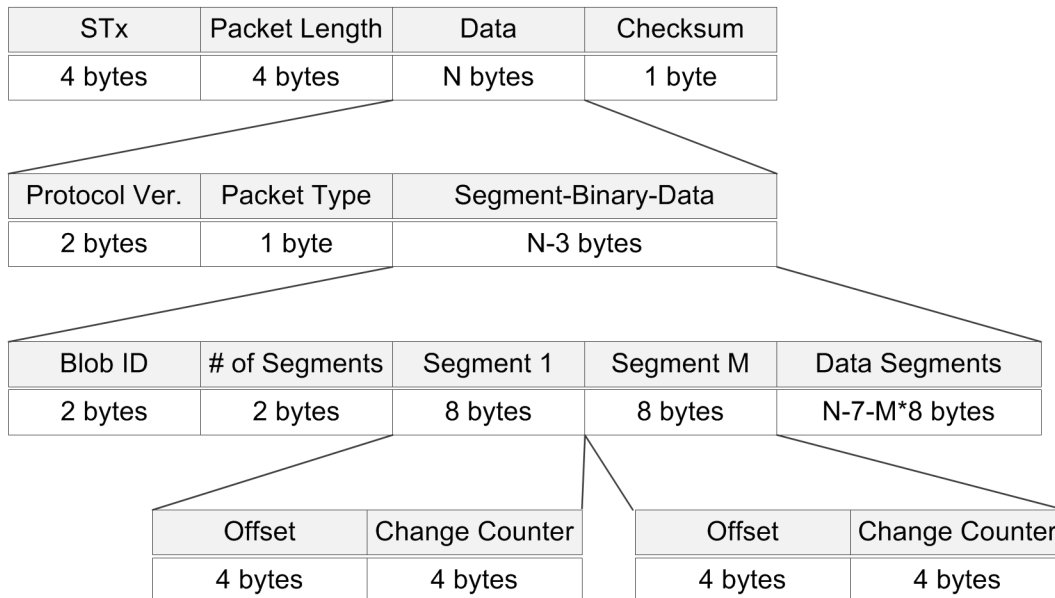 STx Packet Length Data Checksum
4 bytes 4 bytes N bytes 1 byte
Protocol Ver. Packet Type Segment-Binary-Data
2 bytes 1 byte N-3 bytes
Blob ID # of Segments Segment 1 Segment M Data Segments
2 bytes 2 bytes 8 bytes 8 bytes N-7-M*8 bytes
Offset Change Counter Offset Change Counter
4 bytes 4 bytes 4 bytes 4 bytes